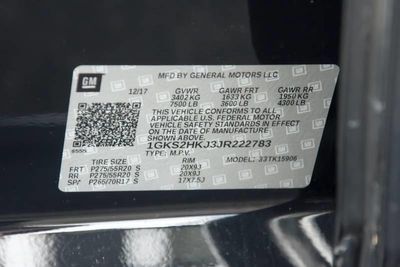 GM
MFD BY GENERAL MOTORS LLC
12/17 GVWR GAWR FRT GAWR RR
3402 KG 1633 KG 1950 KG
7500 LB 3600 LB 4300 LB
THIS VEHICLE CONFORMS TO ALL
APPLICABLE U.S. FEDERAL MOTOR
VEHICLE SAFETY STANDARDS IN EFFECT
ON THE DATE OF MANUFACTURE
SHOWN ABOVE.
1GKS2HKJ3JR222783
TYPE: M.P.V. MODEL: 33TK15906
TIRE SIZE RIM
FRT P275/55R20 S 20X9J
RR P275/55R20 S 20X9J
SPA P265/70R17 S 17X7.5J